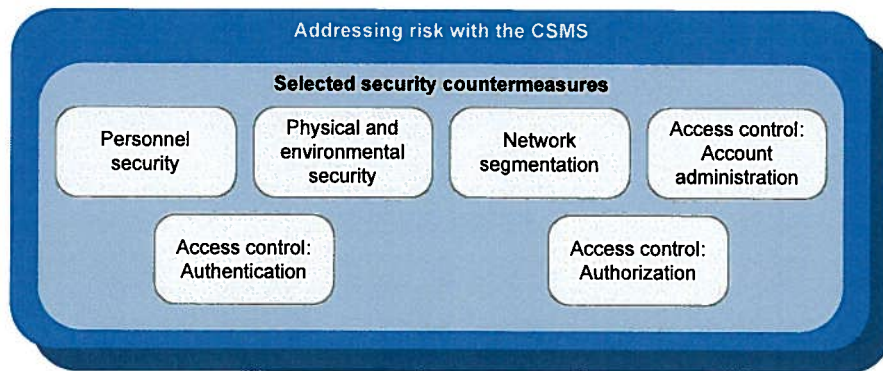 Addressing risk with the CSMS
Selected security countermeasures
Personnel
security
Physical and
environmental
security
Network
segmentation
Access control:
Account
administration
Access control:
Authentication
Access control:
Authorization